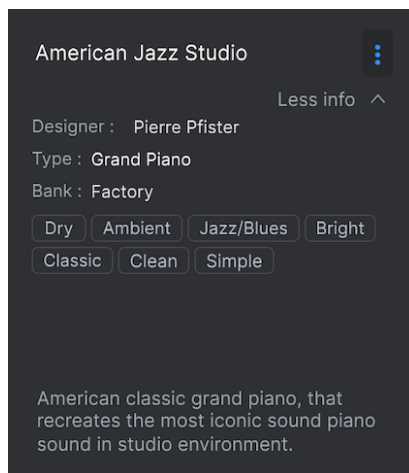 American Jazz Studio
Less info
Designer : Pierre Pfister
Type : Grand Piano
Bank : Factory
Dry Ambient Jazz/Blues Bright
Classic Clean Simple
American classic grand piano, that
recreates the most iconic sound piano
sound in studio environment.